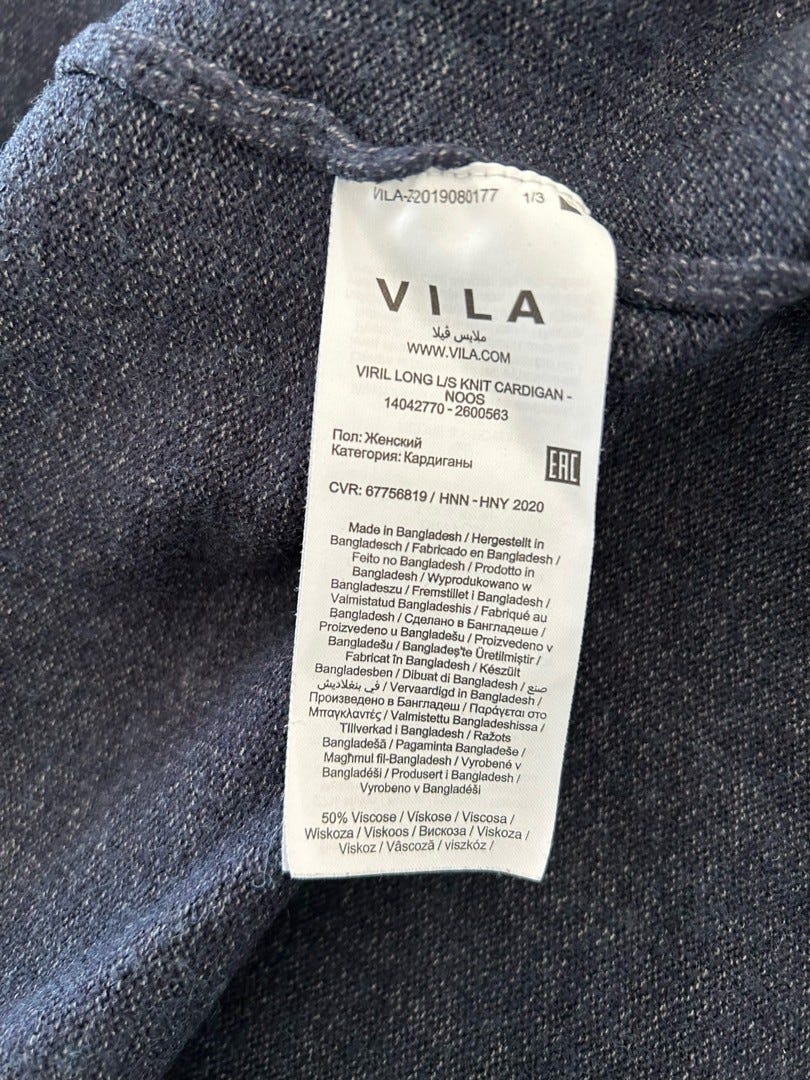 VILA-Z2019080177 1/3
VILA
ملابس ڤيلا
WWW.VILA.COM
VIRIL LONG L/S KNIT CARDIGAN -
NOOS
14042770 - 2600563
Пол: Женский
Категория: Кардиганы
EAC
CVR: 67756819 / HNN - HNY 2020
Made in Bangladesh / Hergestellt in
Bangladesch / Fabricado en Bangladesh /
Feito no Bangladesh / Prodotto in
Bangladesh / Wyprodukowano w
Bangladeszu / Fremstillet i Bangladesh /
Valmistatud Bangladeshis / Fabriqué au
Bangladesh / Сделано в Бангладеше /
Proizvedeno u Bangladešu / Proizvedeno v
Bangladešu / Bangladeş'te Üretilmiştir /
Fabricat în Bangladesh / Készült
Bangladesben / Dibuat di Bangladesh / صنع
في بنغلاديش / Vervaardigd in Bangladesh /
Произведено в Бангладеш / Παράγεται στο
Μπαγκλαντές / Valmistettu Bangladeshissa /
Tillverkad i Bangladesh / Ražots
Bangladešā / Pagaminta Bangladeše /
Magħmul fil-Bangladesh / Vyrobené v
Bangladéši / Produsert i Bangladesh /
Vyrobeno v Bangladéši
50% Viscose / Viskose / Viscosa /
Wiskoza / Viskoos / Вискоза / Viskoza /
Viskoz / Vâscoză / viszkóz /